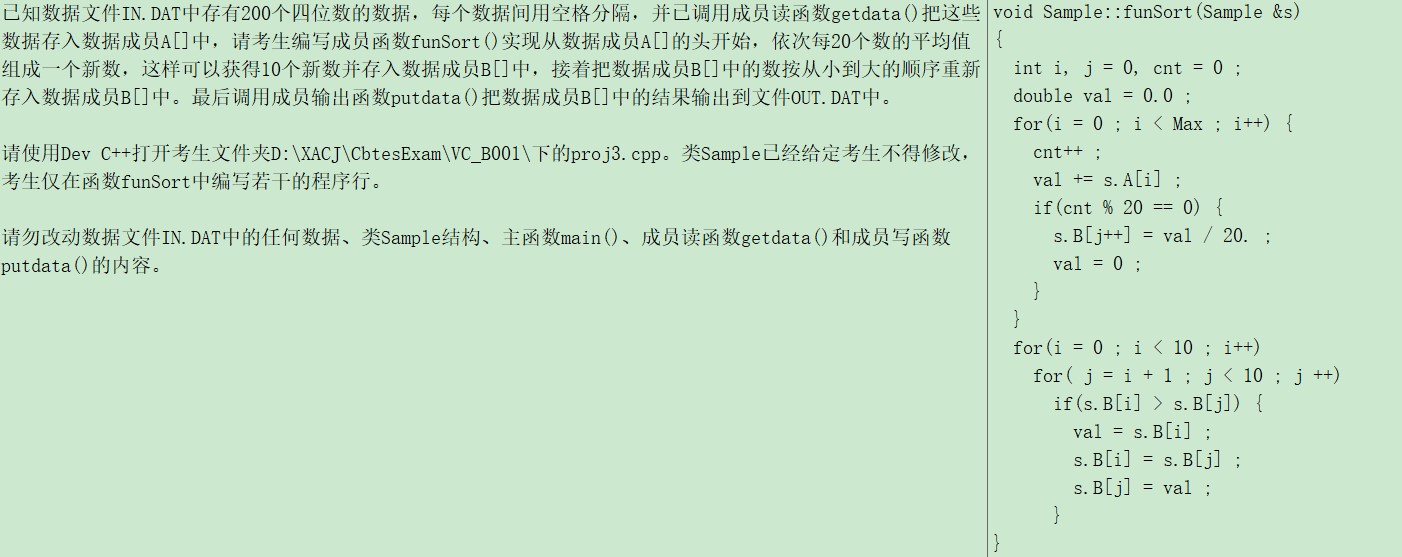 已知数据文件IN.DAT中存有200个四位数的数据，每个数据间用空格分隔，并已调用成员读函数getdata()把这些
数据存入数据成员A[]中，请考生编写成员函数funSort()实现从数据成员A[]的头开始，依次每20个数的平均值
组成一个新数，这样可以获得10个新数并存入数据成员B[]中，接着把数据成员B[]中的数按从小到大的顺序重新
存入数据成员B[]中。最后调用成员输出函数putdata()把数据成员B[]中的结果输出到文件OUT.DAT中。
请使用Dev C++打开考生文件夹D:\XACJ\CbtesExam\VC_B001\下的proj3.cpp。类Sample已经给定考生不得修改，
考生仅在函数funSort中编写若干的程序行。
请勿改动数据文件IN.DAT中的任何数据、类Sample结构、主函数main()、成员读函数getdata()和成员写函数
putdata()的内容。
void Sample::funSort(Sample &s)
{
  int i, j = 0, cnt = 0 ;
  double val = 0.0 ;
  for(i = 0 ; i < Max ; i++) {
    cnt++ ;
    val += s.A[i] ;
    if(cnt % 20 == 0) {
      s.B[j++] = val / 20. ;
      val = 0 ;
    }
  }
  for(i = 0 ; i < 10 ; i++)
    for( j = i + 1 ; j < 10 ; j ++)
      if(s.B[i] > s.B[j]) {
        val = s.B[i] ;
        s.B[i] = s.B[j] ;
        s.B[j] = val ;
      }
}